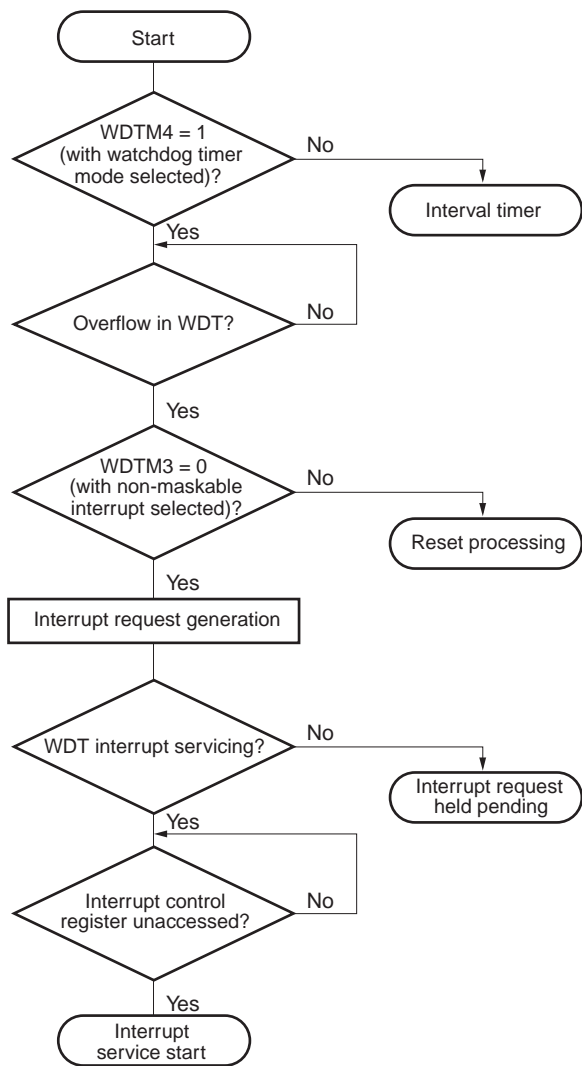 Start
WDTM4 = 1
(with watchdog timer
mode selected)?
No
Interval timer
Yes
Overflow in WDT?
No
Yes
WDTM3 = 0
(with non-maskable
interrupt selected)?
No
Reset processing
Yes
Interrupt request generation
WDT interrupt servicing?
No
Interrupt request
held pending
Yes
Interrupt control
register unaccessed?
No
Yes
Interrupt
service start